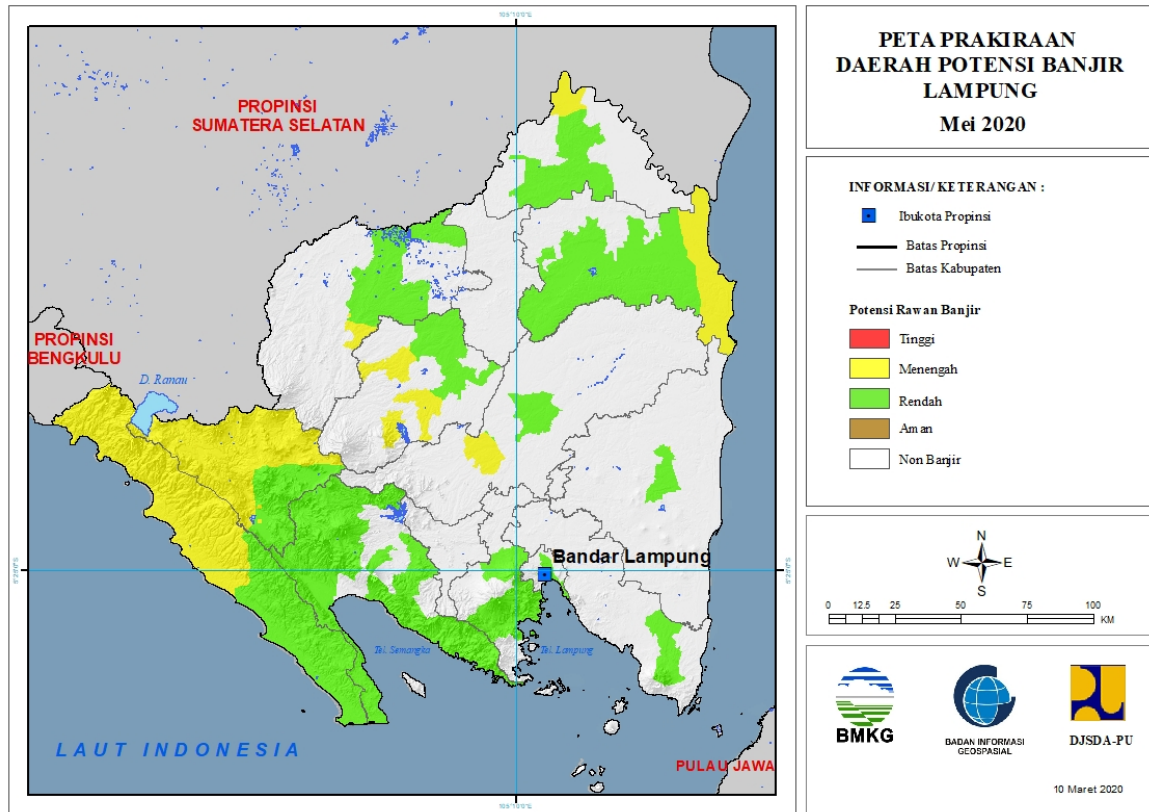 PETA PRAKIRAAN
DAERAH POTENSI BANJIR
LAMPUNG
Mei 2020
INFORMASI/ KETERANGAN :
Ibukota Propinsi
Batas Propinsi
Batas Kabupaten
Potensi Rawan Banjir
Tinggi
Menengah
Rendah
Aman
Non Banjir
N
W E
S
0 12.5 25 50 75 100
KM
BMKG
BADAN INFORMASI
GEOSPASIAL
DJSDA-PU
10 Maret 2020
PROPINSI
SUMATERA SELATAN
PROPINSI
BENGKULU
D. Ranau
Bandar Lampung
Tel. Semangka
Tel. Lampung
LAUT INDONESIA
PULAU JAWA